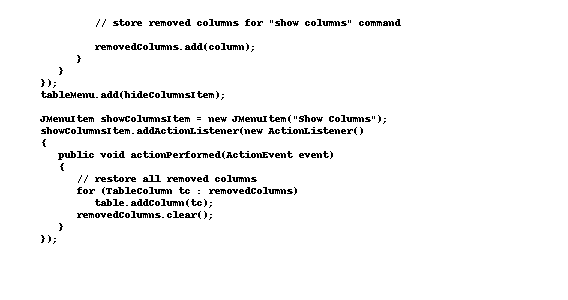 // store removed columns for "show columns" command
removedColumns.add(column);
}
}
});
tableMenu.add(hideColumnsItem);
JMenuItem showColumnsItem = new JMenuItem("Show Columns");
showColumnsItem.addActionListener(new ActionListener()
{
public void actionPerformed(ActionEvent event)
{
// restore all removed columns
for (TableColumn tc : removedColumns)
table.addColumn(tc);
removedColumns.clear();
}
});